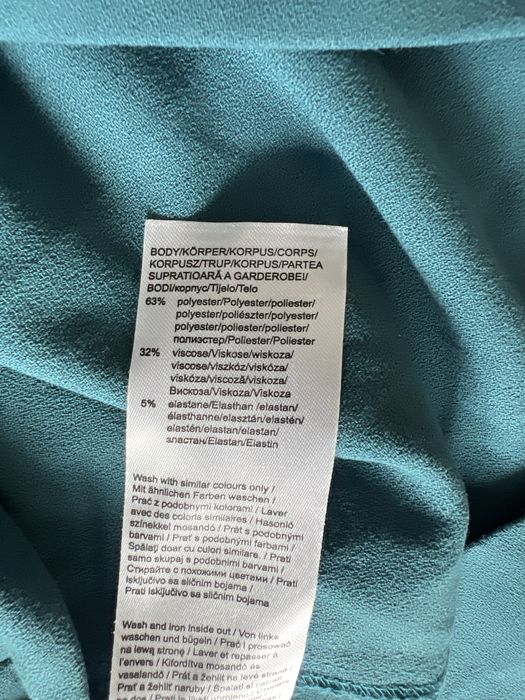 BODY/KÖRPER/KORPUS/CORPS/
KORPUSZ/TRUP/KORPUS/PARTEA
SUPRATIOARĂ A GARDEROBEI/
BODI/корпус/Tijelo/Telo
63% polyester/Polyester/poliester/
polyester/poliészter/polyester/
polyester/poliester/poliester/
полиэстер/Poliester/Poliester
32% viscose/Viskose/wiskoza/
viscose/viszkóz/viskóza/
viskóza/viscoză/viskoza/
Вискоза/Viskoza/Viskoza
5% elastane/Elasthan /elastan/
élasthanne/elasztán/elastén/
elastén/elastan/elastan/
эластан/Elastan/Elastin
Wash with similar colours only /
Mit ähnlichen Farben waschen /
Prać z podobnymi kolorami / Laver
avec des coloris similaires / Hasonló
színekkel mosandó / Prát s podobnými
barvami / Prať s podobnými farbami /
Spălați doar cu culori similare. / Prati
samo skupaj s podobnimi barvami /
Стирайте с похожими цветами / Prati
isključivo sa sličnim bojama /
Prati isključivo sa sličnim bojama
Wash and iron inside out / Von links
waschen und bügeln / Prać i prasować
na lewą stronę / Laver et repasser à
l'envers / Kifordítva mosandó és
vasalandó / Prát a žehlit na levé straně /
Prať a žehliť naruby / Spălați și călcați